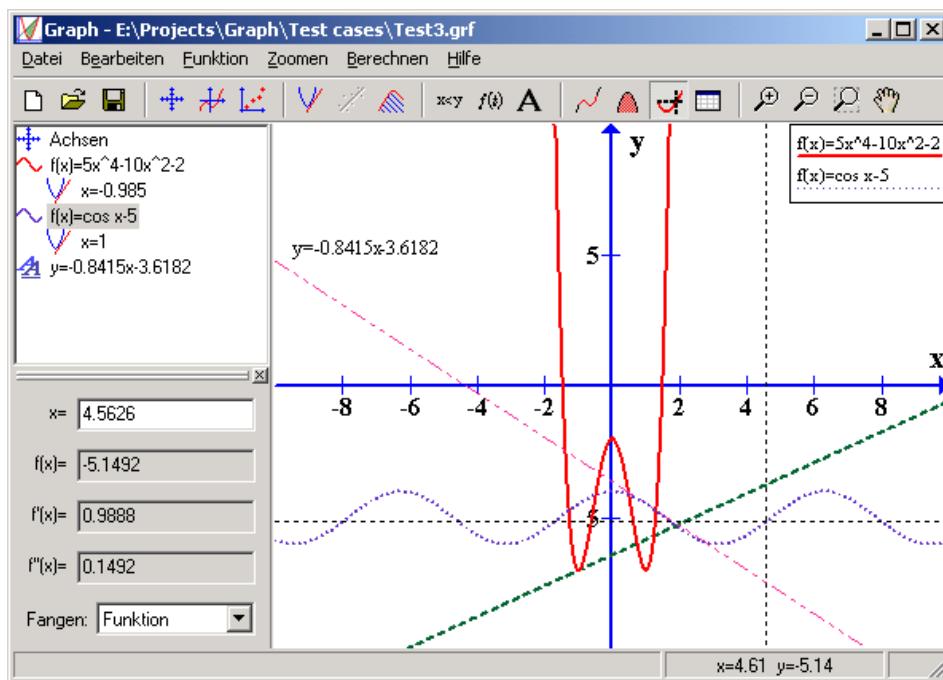 Graph - E:\Projects\Graph\Test cases\Test3.grf
Datei Bearbeiten Funktion Zoomen Berechnen Hilfe
x<y f(x) A
Achsen
f(x)=5x^4-10x^2-2
x=-0.985
f(x)=cos x-5
x=1
y=-0.8415x-3.6182
x= 4.5626
f(x)= -5.1492
f'(x)= 0.9888
f''(x)= 0.1492
Fangen: Funktion
y
f(x)=5x^4-10x^2-2
f(x)=cos x-5
y=-0.8415x-3.6182
5
x
-8 -6 -4 -2 2 4 6 8
5
x=4.61 y=-5.14